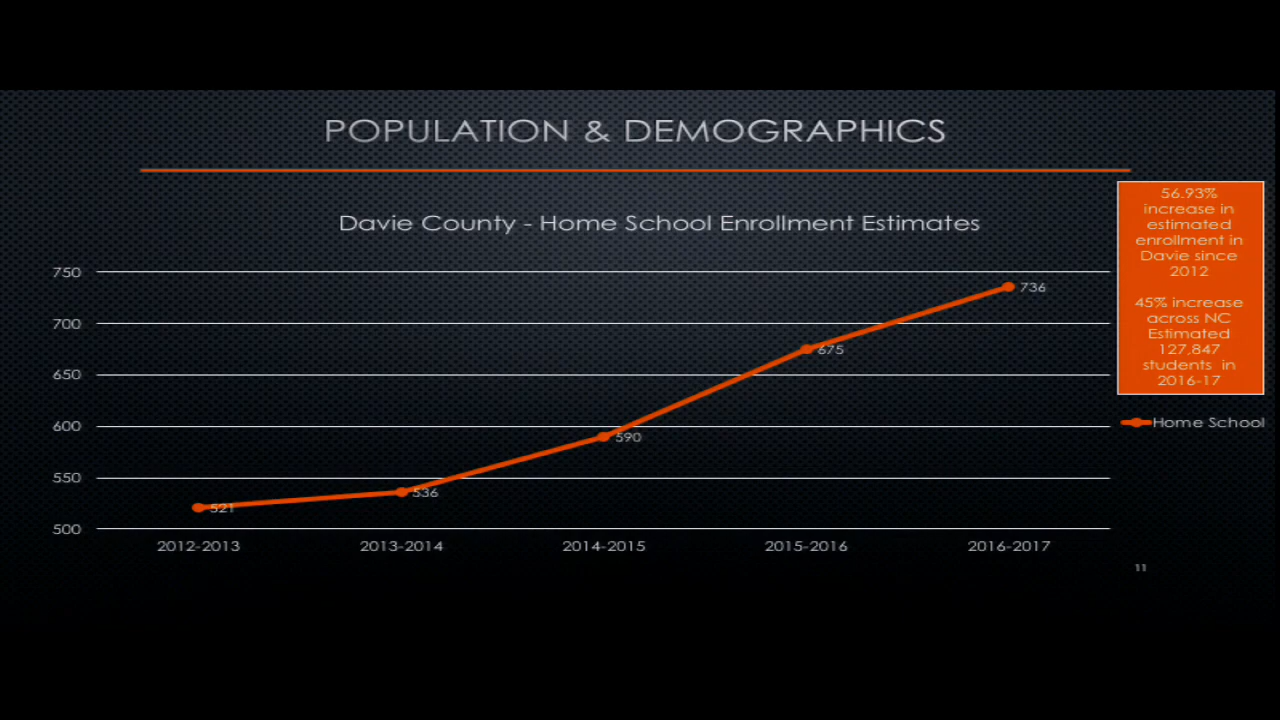 POPULATION & DEMOGRAPHICS
Davie County - Home School Enrollment Estimates
56.93%
increase in
estimated
enrollment in
Davie since
2012
45% increase
across NC
Estimated
127,847
students in
2016-17
Home School
750
700
650
600
550
500
521
536
590
675
736
2012-2013
2013-2014
2014-2015
2015-2016
2016-2017
11